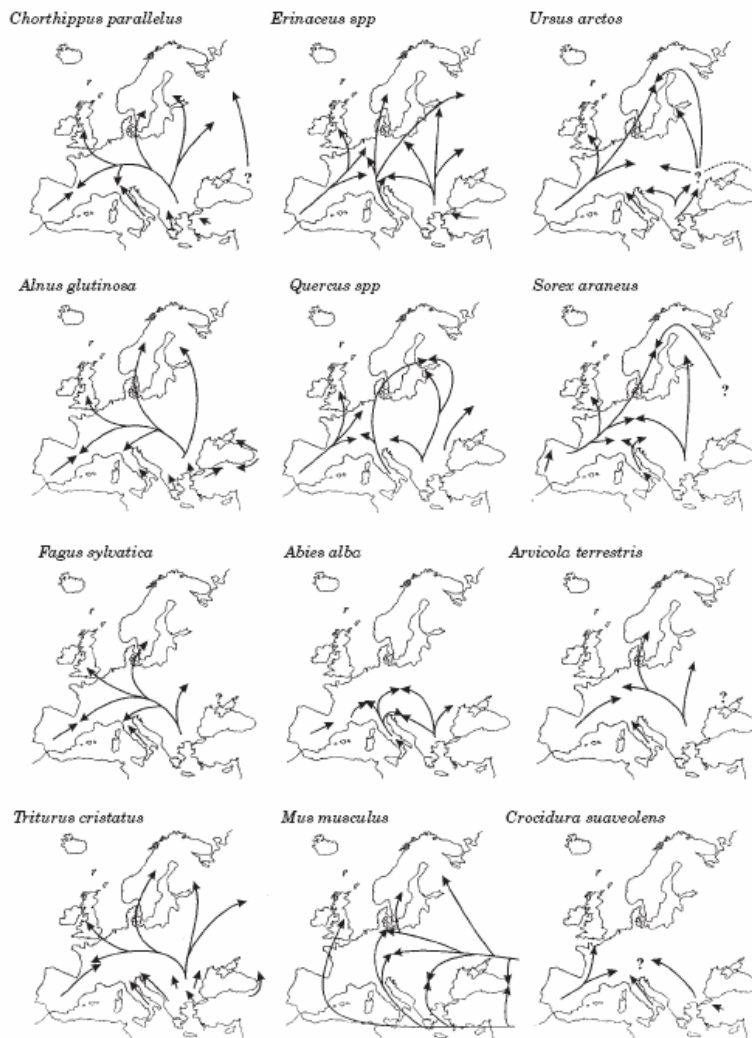 Chorthippus parallelus
Erinaceus spp
Ursus arctos
?
?
Alnus glutinosa
Quercus spp
Sorex araneus
?
Fagus sylvatica
Abies alba
Arvicola terrestris
?
?
Triturus cristatus
Mus musculus
Crocidura suaveolens
?